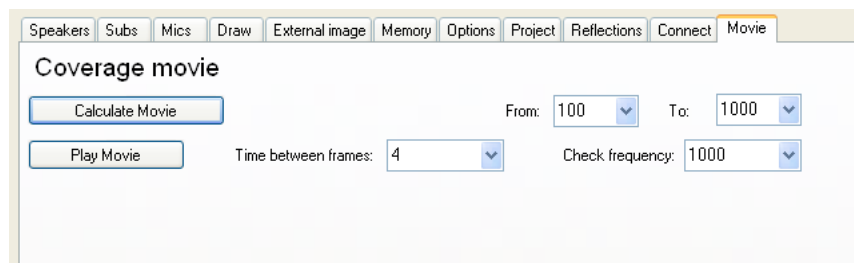 Speakers Subs Mics Draw External image Memory Options Project Reflections Connect Movie
Coverage movie
Calculate Movie From: 100 To: 1000
Play Movie Time between frames: 4 Check frequency: 1000